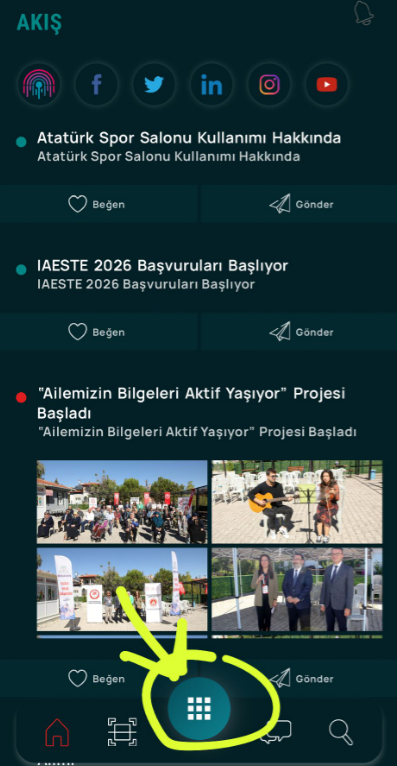 AKIŞ
Atatürk Spor Salonu Kullanımı Hakkında
Atatürk Spor Salonu Kullanımı Hakkında
Beğen
Gönder
IAESTE 2026 Başvuruları Başlıyor
IAESTE 2026 Başvuruları Başlıyor
Beğen
Gönder
"Ailemizin Bilgeleri Aktif Yaşıyor" Projesi
Başladı
"Ailemizin Bilgeleri Aktif Yaşıyor" Projesi Başladı
Beğen
Gönder